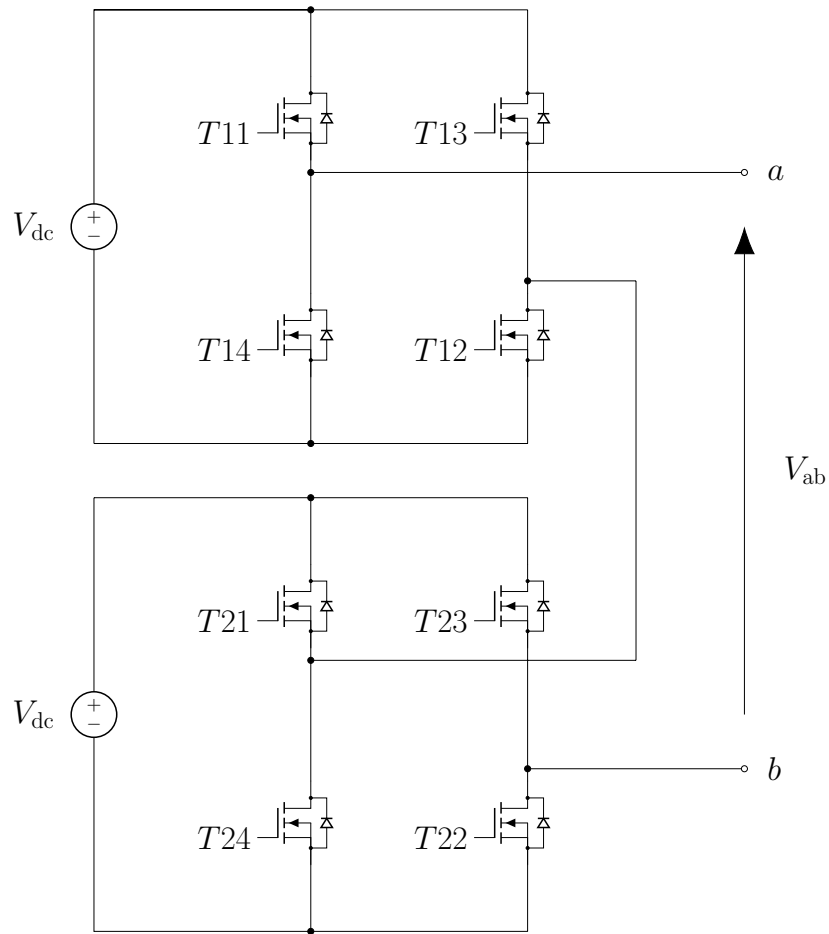 T11
T13
a
+
V_dc
−
T14
T12
V_ab
T21
T23
+
V_dc
−
b
T24
T22